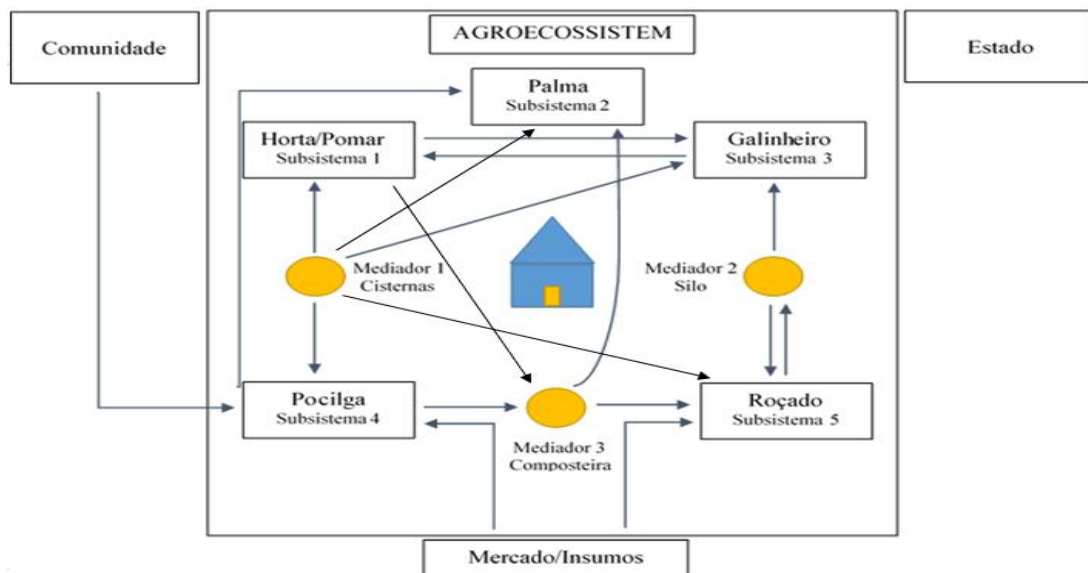 AGROECOSSISTEM
Comunidade
Estado
Palma
Subsistema 2
Horta/Pomar
Subsistema 1
Galinheiro
Subsistema 3
Mediador 1
Cisternas
Mediador 2
Silo
Pocilga
Subsistema 4
Roçado
Subsistema 5
Mediador 3
Composteira
Mercado/Insumos